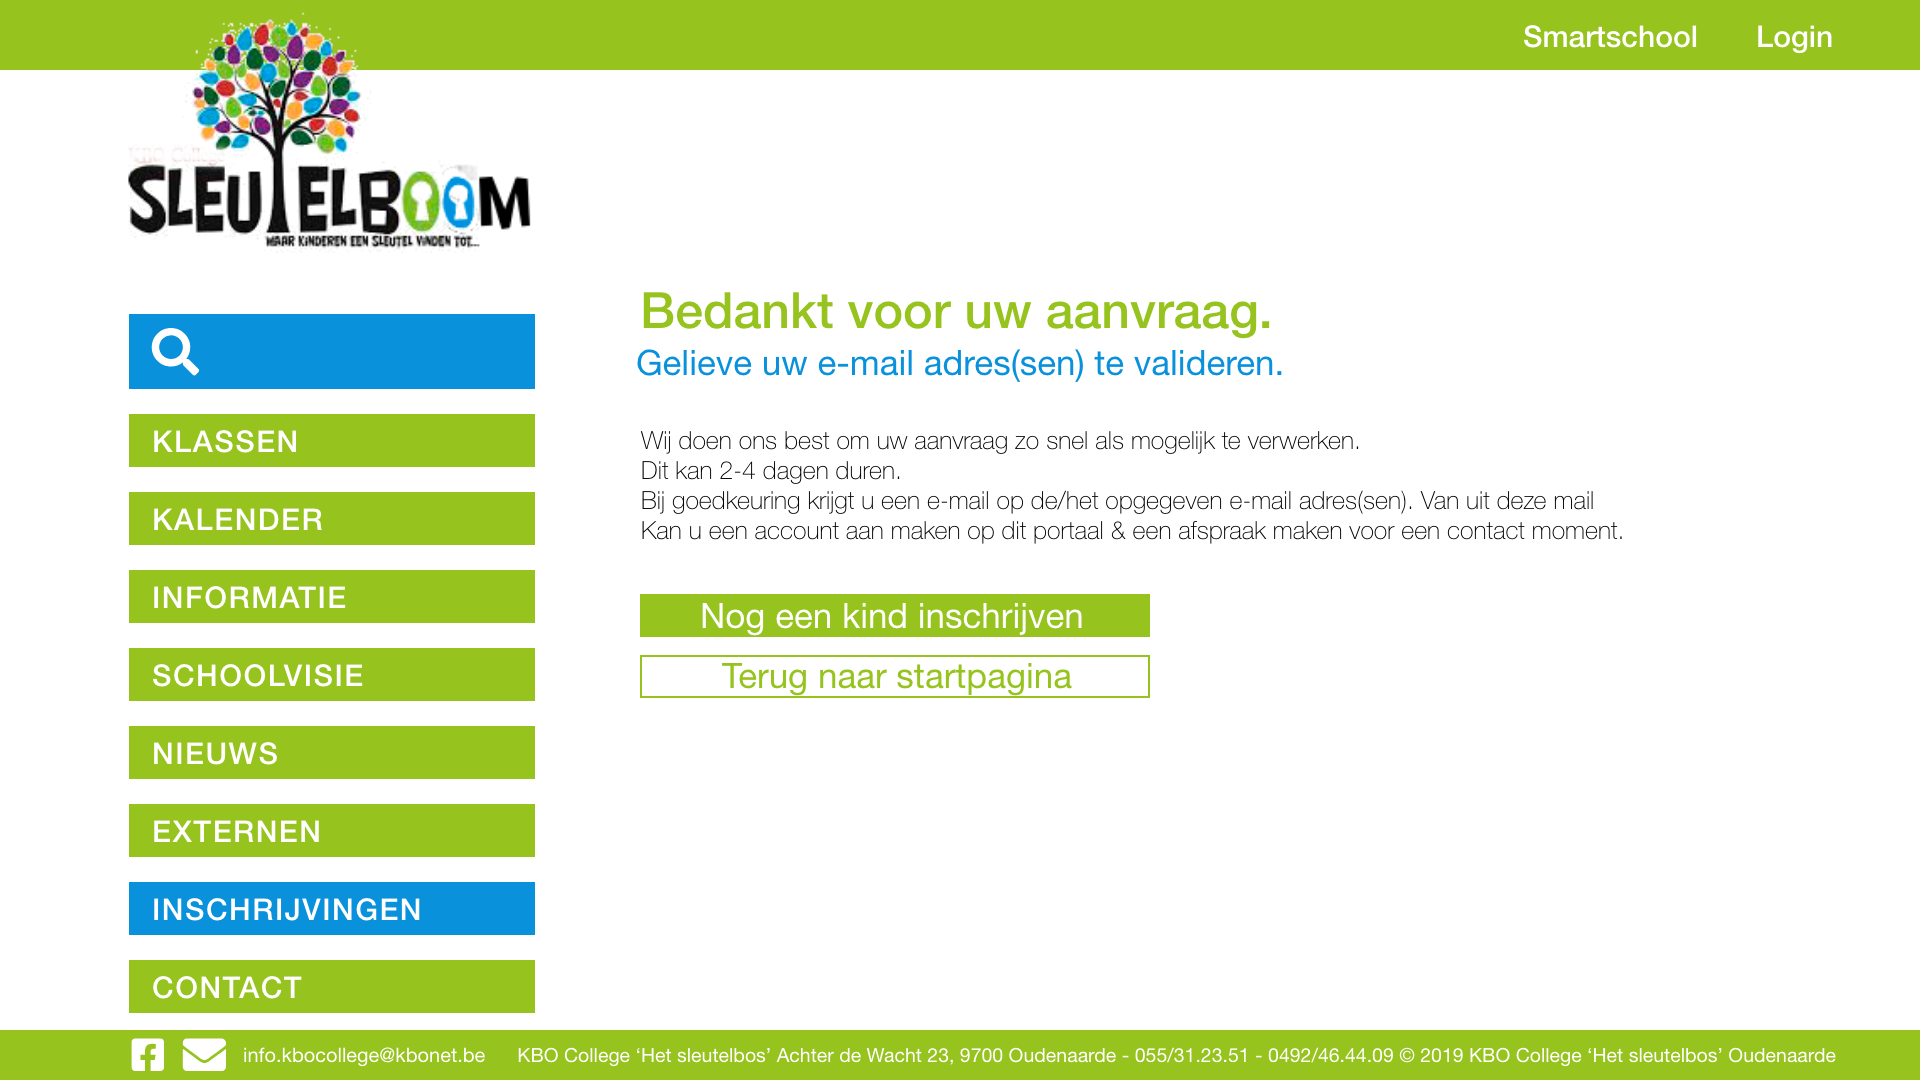 Smartschool Login
KBO College
SLEUTELBOOM
WAAR KINDEREN EEN SLEUTEL VINDEN TOT...
KLASSEN
KALENDER
INFORMATIE
SCHOOLVISIE
NIEUWS
EXTERNEN
INSCHRIJVINGEN
CONTACT
Bedankt voor uw aanvraag.
Gelieve uw e-mail adres(sen) te valideren.
Wij doen ons best om uw aanvraag zo snel als mogelijk te verwerken.
Dit kan 2-4 dagen duren.
Bij goedkeuring krijgt u een e-mail op de/het opgegeven e-mail adres(sen). Van uit deze mail
Kan u een account aan maken op dit portaal & een afspraak maken voor een contact moment.
Nog een kind inschrijven
Terug naar startpagina
info.kbocollege@kbonet.be KBO College ‘Het sleutelbos’ Achter de Wacht 23, 9700 Oudenaarde - 055/31.23.51 - 0492/46.44.09 © 2019 KBO College ‘Het sleutelbos’ Oudenaarde